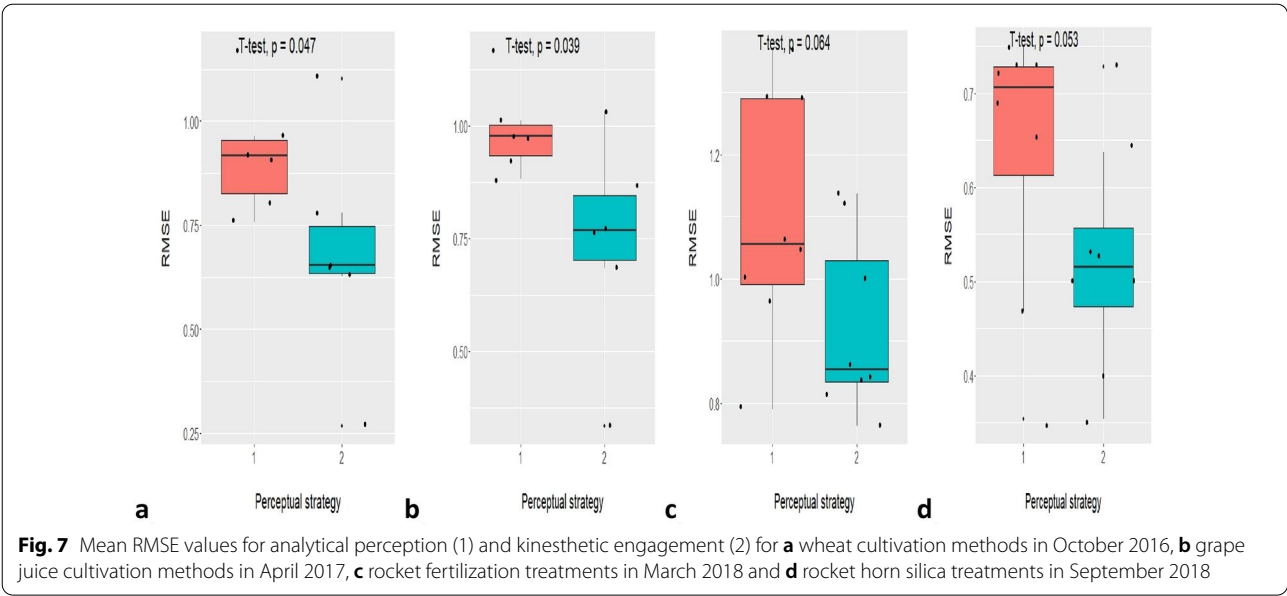 T-test, p = 0.047
1.00
0.75
0.50
0.25
RMSE
1 2
Perceptual strategy
a
T-test, p = 0.039
1.00
0.75
0.50
RMSE
1 2
Perceptual strategy
b
T-test, p = 0.064
1.2
1.0
0.8
RMSE
1 2
Perceptual strategy
c
T-test, p = 0.053
0.7
0.6
0.5
0.4
RMSE
1 2
Perceptual strategy
d
Fig. 7 Mean RMSE values for analytical perception (1) and kinesthetic engagement (2) for a wheat cultivation methods in October 2016, b grape
juice cultivation methods in April 2017, c rocket fertilization treatments in March 2018 and d rocket horn silica treatments in September 2018